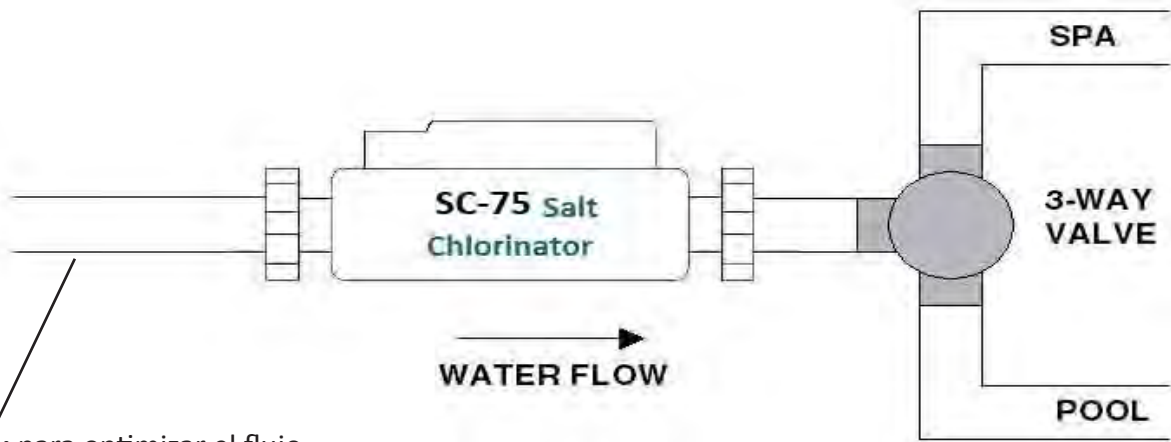 SPA
SC-75 Salt
Chlorinator
3-WAY
VALVE
WATER FLOW
POOL
para optimizar el flujo